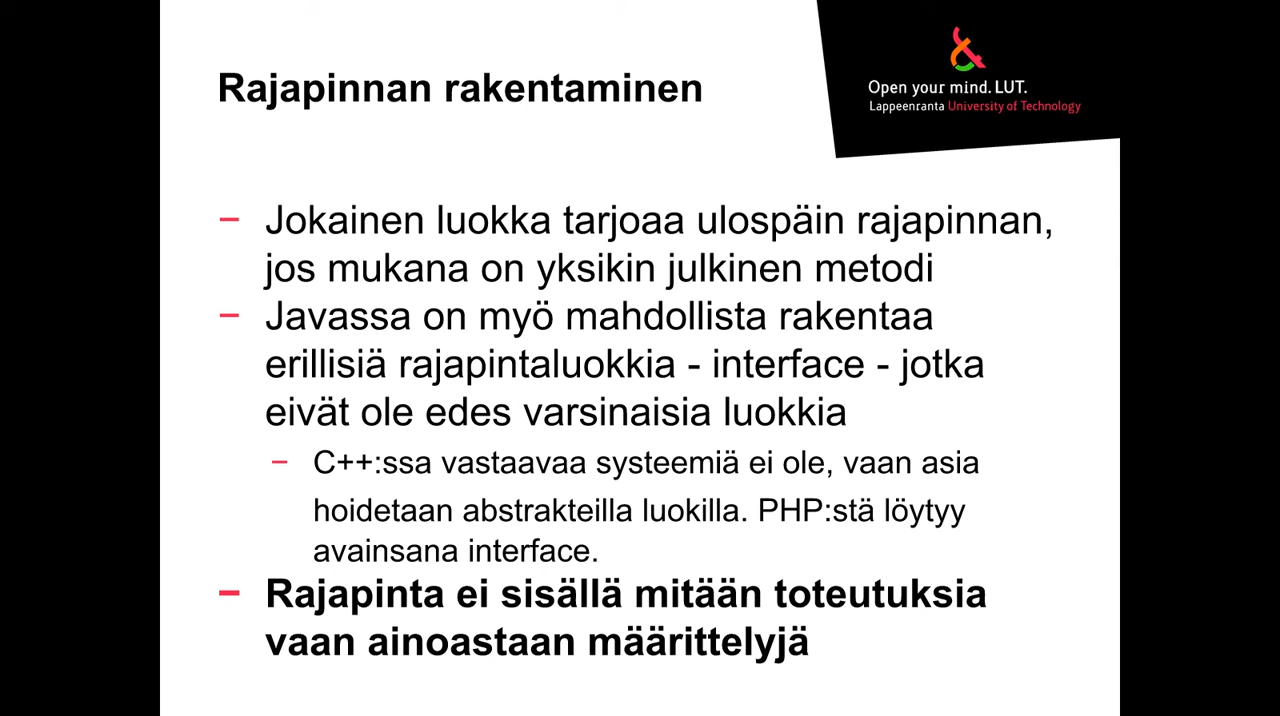 Rajapinnan rakentaminen
Open your mind. LUT.
Lappeenranta University of Technology
– Jokainen luokka tarjoaa ulospäin rajapinnan,
jos mukana on yksikin julkinen metodi
– Javassa on myö mahdollista rakentaa
erillisiä rajapintaluokkia - interface - jotka
eivät ole edes varsinaisia luokkia
– C++:ssa vastaavaa systeemiä ei ole, vaan asia
hoidetaan abstrakteilla luokilla. PHP:stä löytyy
avainsana interface.
– Rajapinta ei sisällä mitään toteutuksia
vaan ainoastaan määrittelyjä